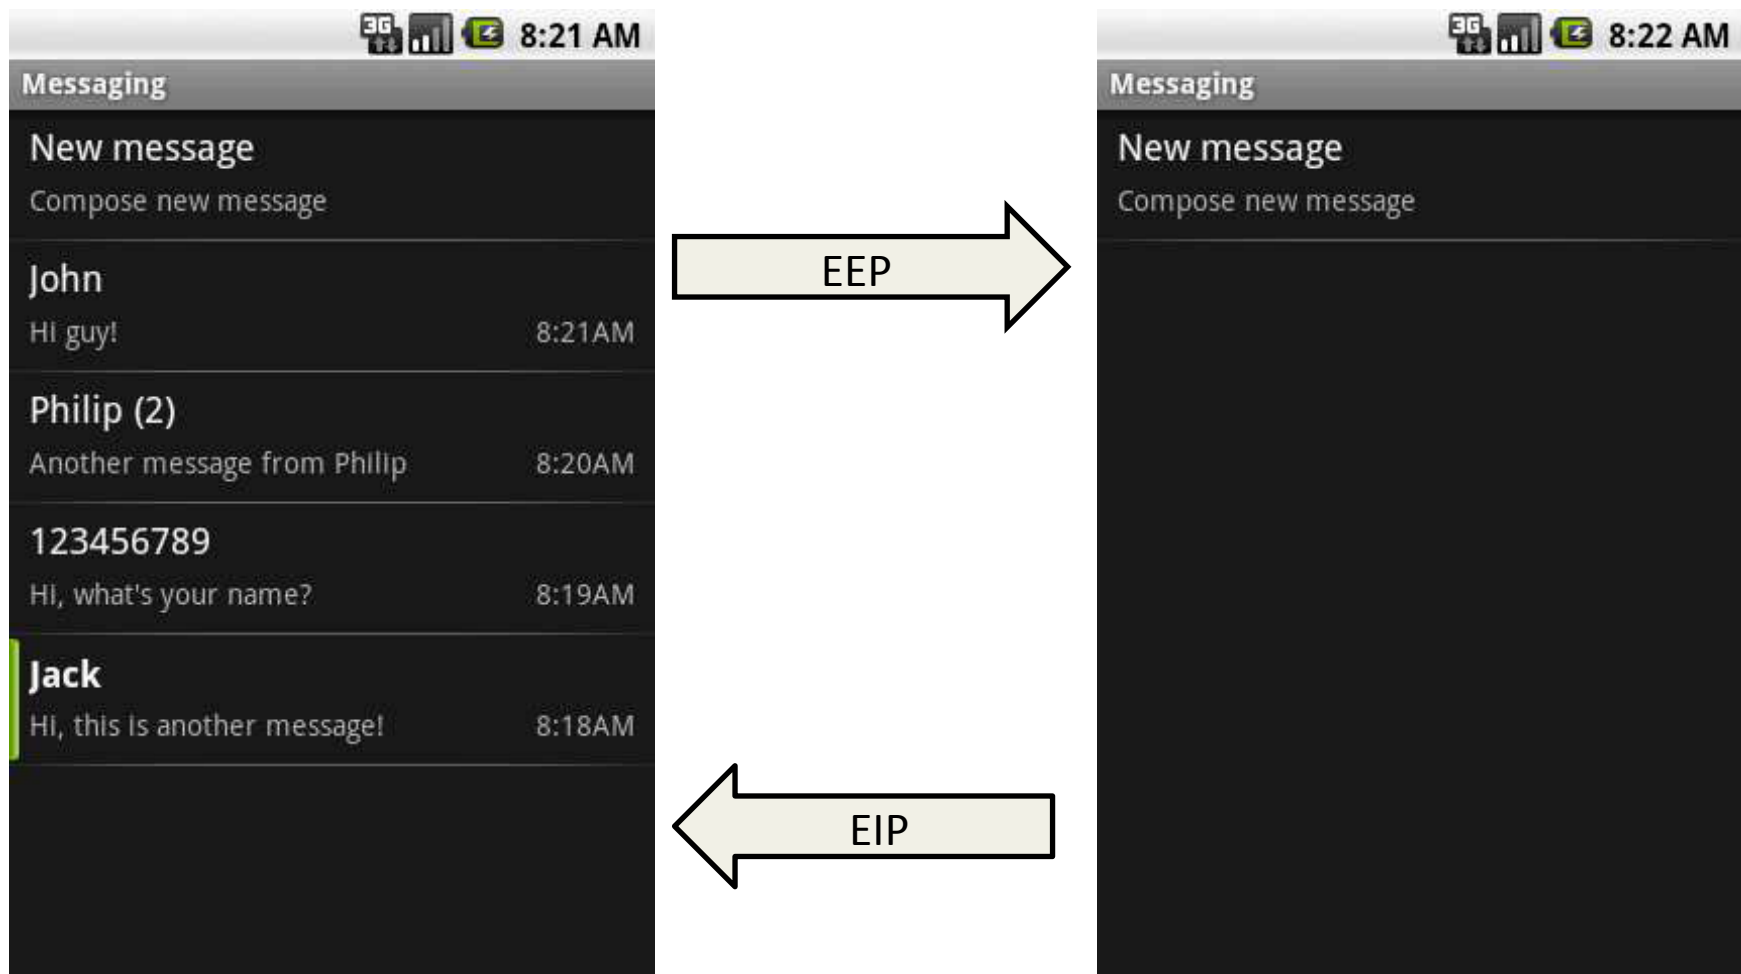 3G 8:21 AM
Messaging
New message
Compose new message
John
Hi guy!
8:21AM
Philip (2)
Another message from Philip
8:20AM
123456789
Hi, what's your name?
8:19AM
Jack
Hi, this is another message!
8:18AM
EEP
EIP
3G 8:22 AM
Messaging
New message
Compose new message